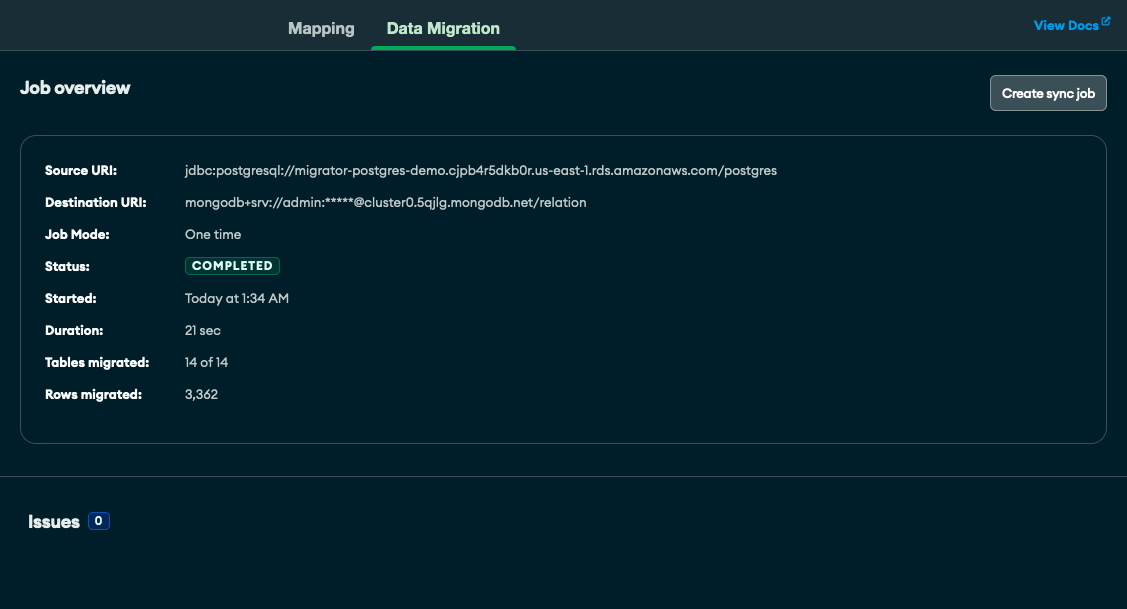 Mapping
Data Migration
View Docs
Job overview
Create sync job
Source URI: jdbc:postgresql://migrator-postgres-demo.cjpb4r5dkb0r.us-east-1.rds.amazonaws.com/postgres
Destination URI: mongodb+srv://admin:*****@cluster0.5qjlg.mongodb.net/relation
Job Mode: One time
Status: COMPLETED
Started: Today at 1:34 AM
Duration: 21 sec
Tables migrated: 14 of 14
Rows migrated: 3,362
Issues 0